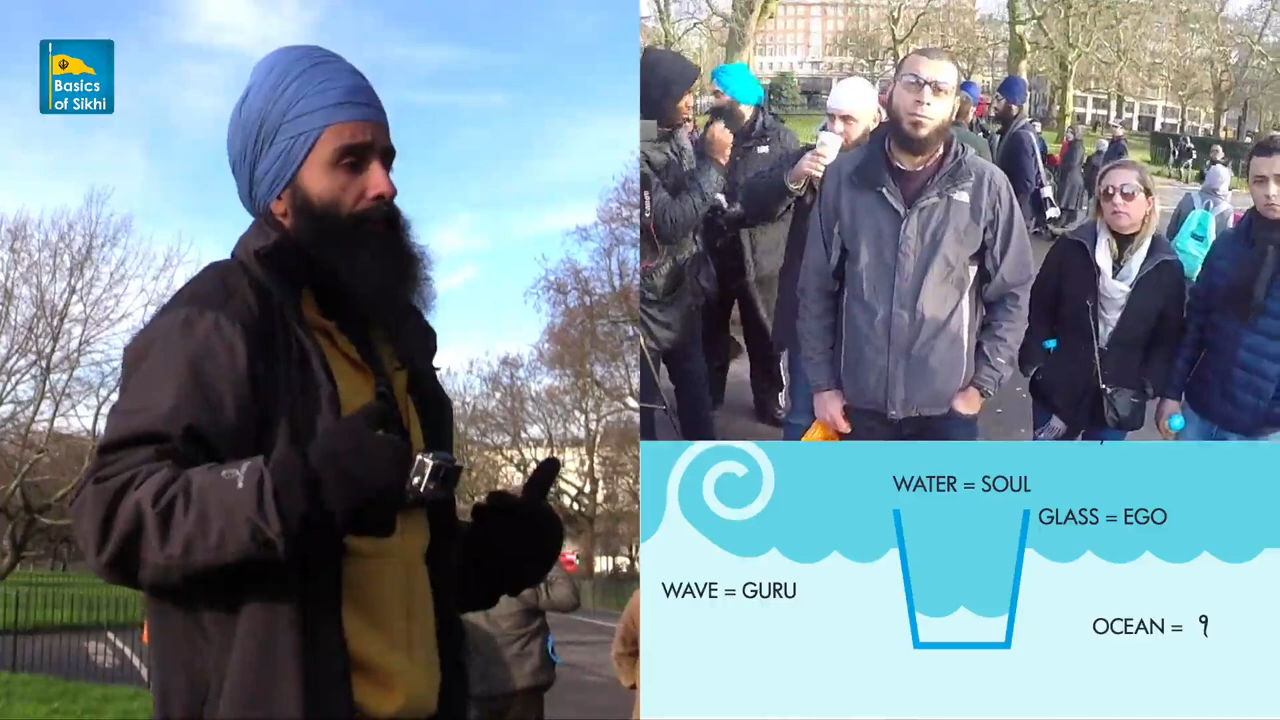 Basics
of Sikhi
WATER = SOUL
GLASS = EGO
WAVE = GURU
OCEAN = ੧